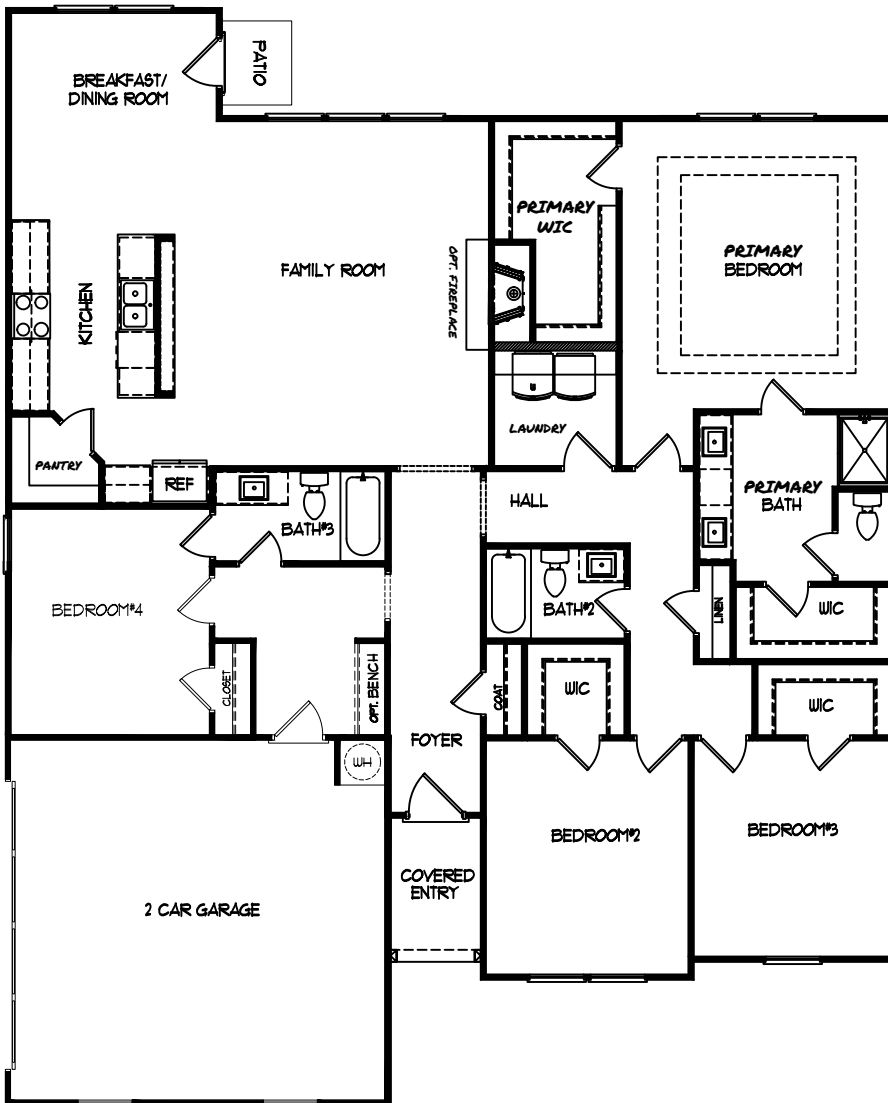 PATIO
BREAKFAST/
DINING ROOM
PRIMARY
WIC
PRIMARY
BEDROOM
FAMILY ROOM
OPT. FIREPLACE
KITCHEN
LAUNDRY
PANTRY
REF
HALL
PRIMARY
BATH
BATH#3
BEDROOM#4
BATH#2
LINEN
WIC
CLOSET
OPT. BENCH
COAT
WIC
WIC
FOYER
WH
BEDROOM#2
BEDROOM#3
COVERED
ENTRY
2 CAR GARAGE